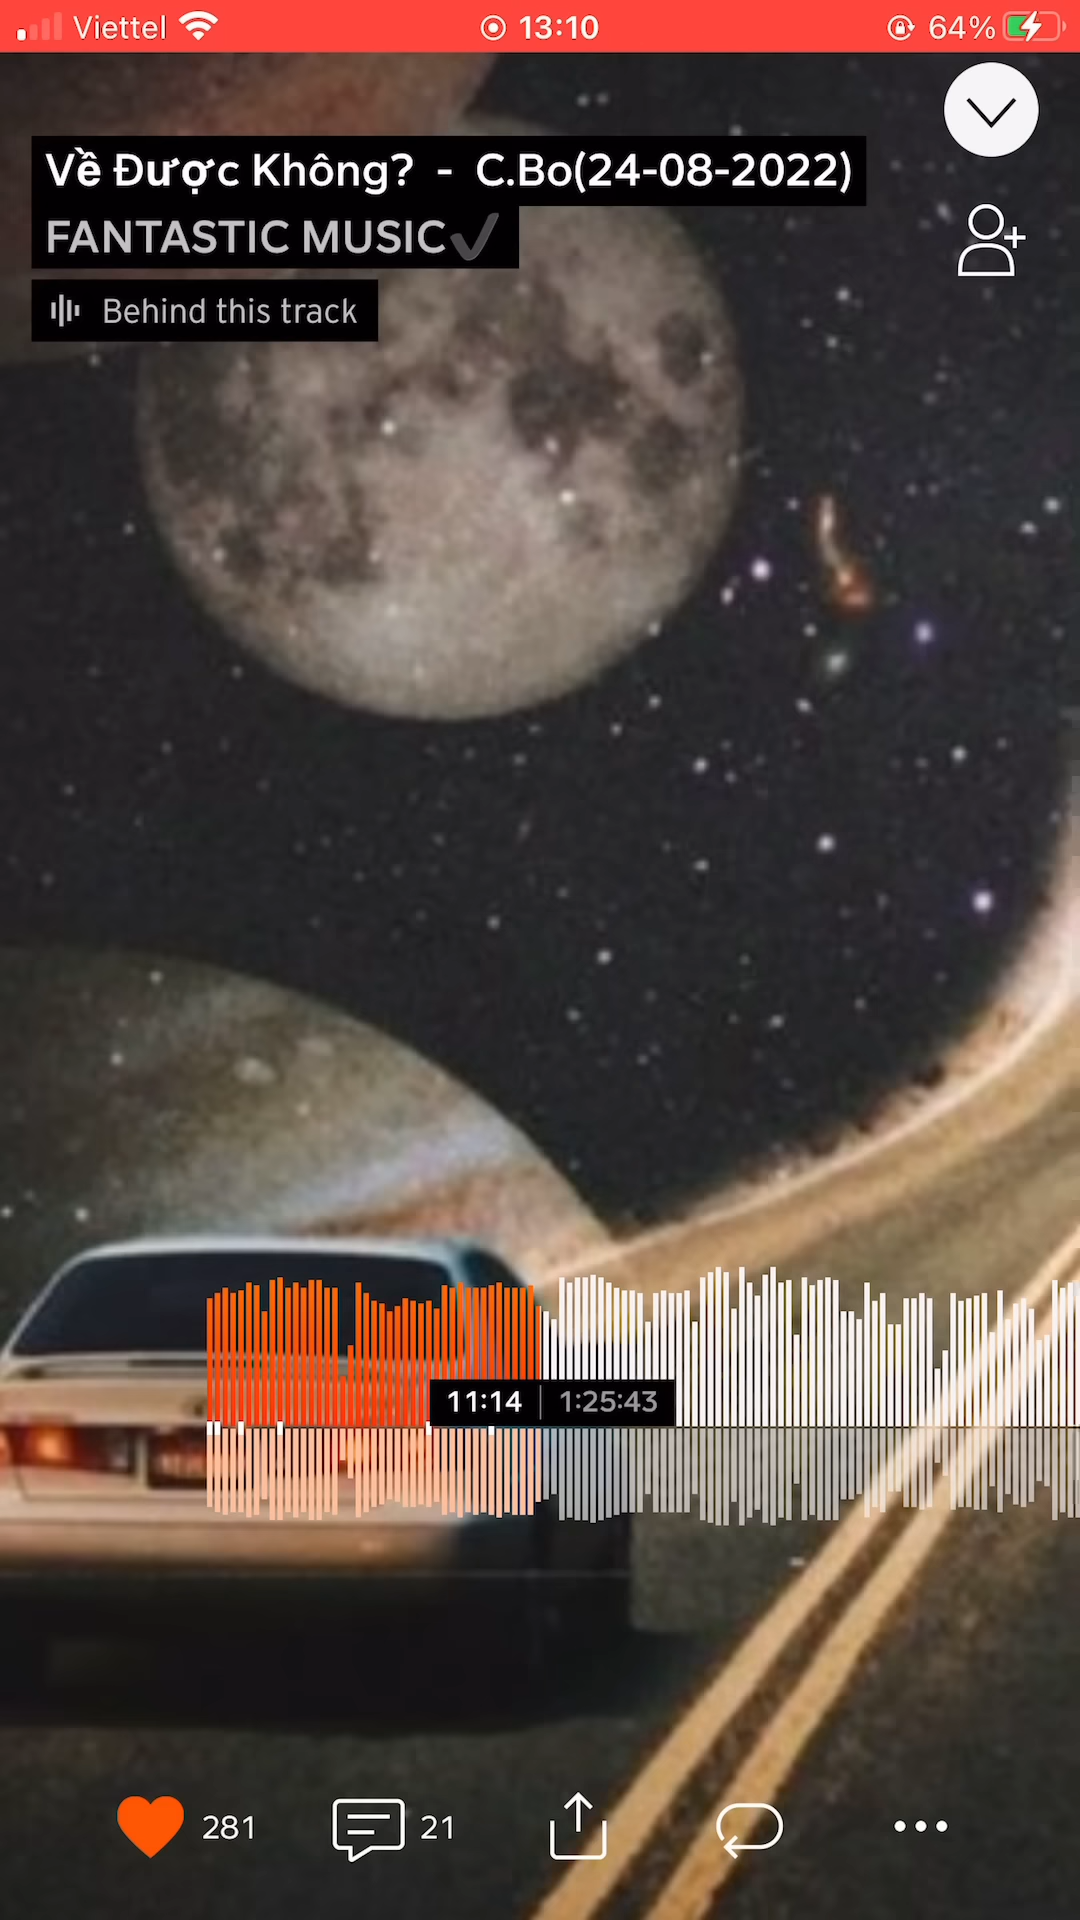 Viettel 13:10 64%
Về Được Không? - C.Bo(24-08-2022)
FANTASTIC MUSIC✓
Behind this track
11:14 | 1:25:43
281 21